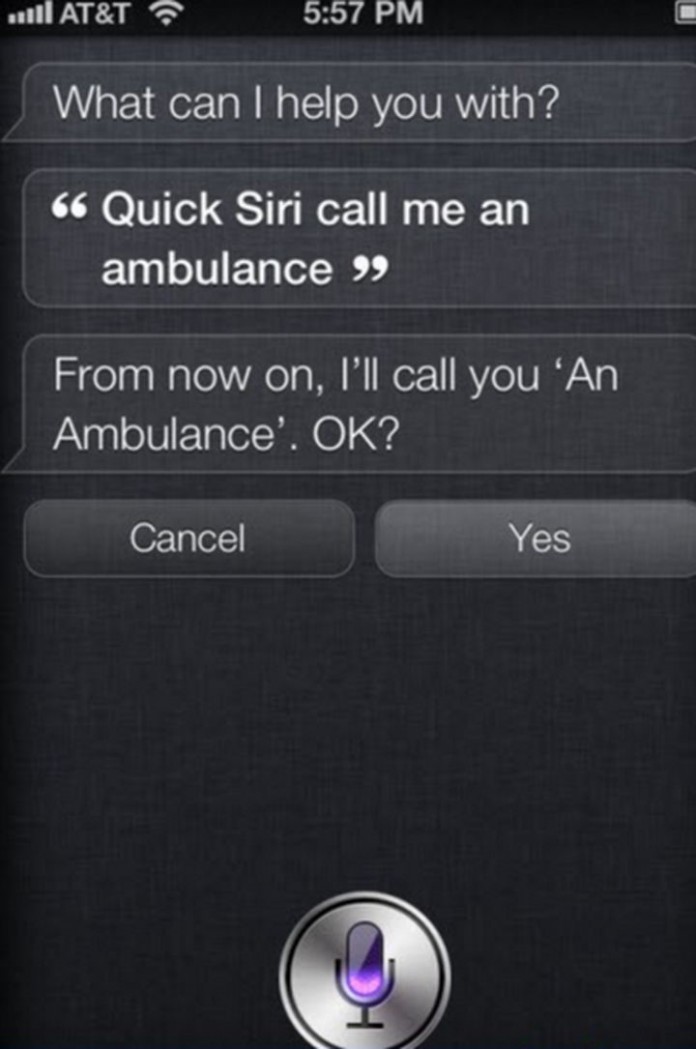 AT&T 5:57 PM
What can I help you with?
“ Quick Siri call me an
ambulance ”
From now on, I’ll call you ‘An
Ambulance’. OK?
Cancel Yes